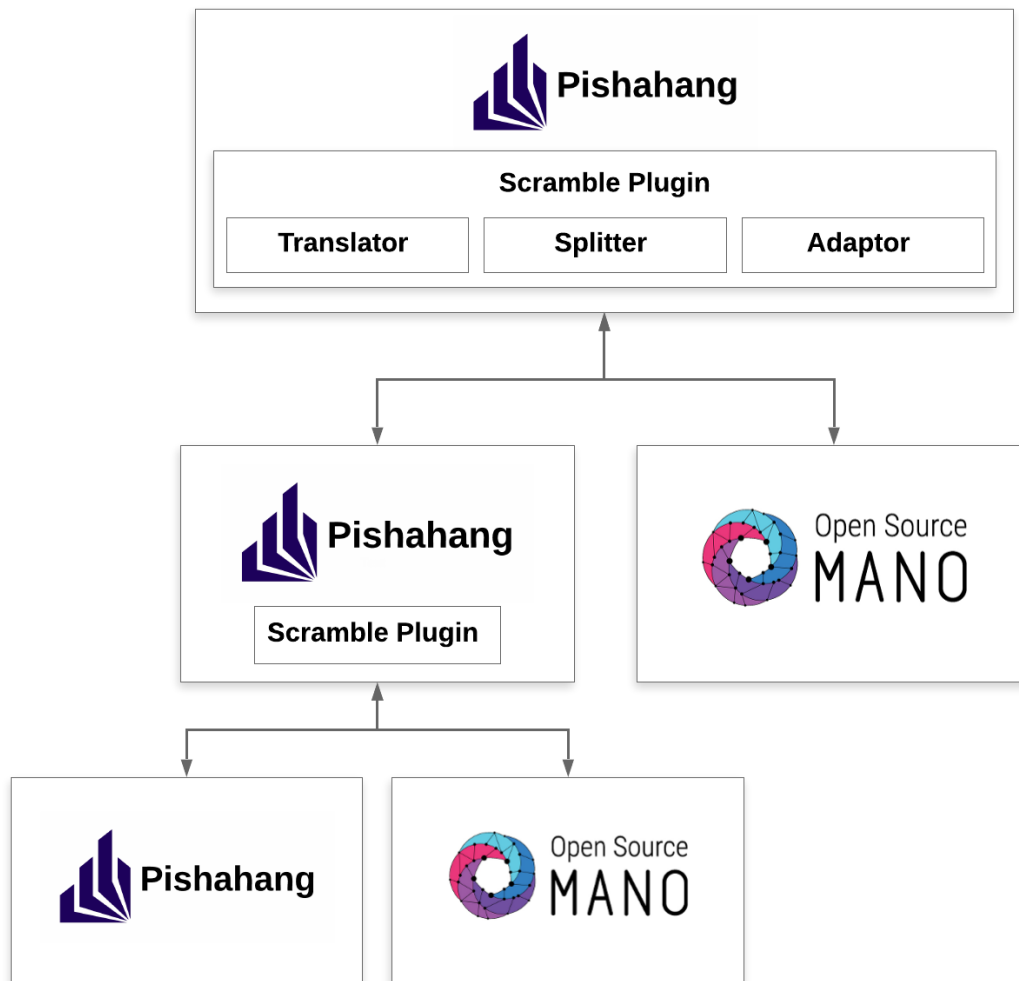 Pishahang
Scramble Plugin
Translator
Splitter
Adaptor
Pishahang
Scramble Plugin
Open Source
MANO
Pishahang
Open Source
MANO